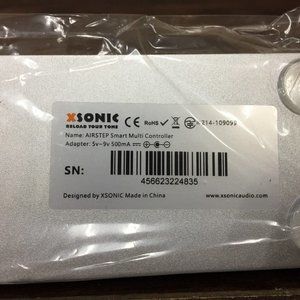 XSONIC
RELOAD YOUR TONE
CE RoHS 214-109099
Name: AIRSTEP Smart Multi Controller
Adapter: 5v~9v 500mA
SN:
456623224835
Designed by XSONIC Made in China
www.xsonicaudio.com